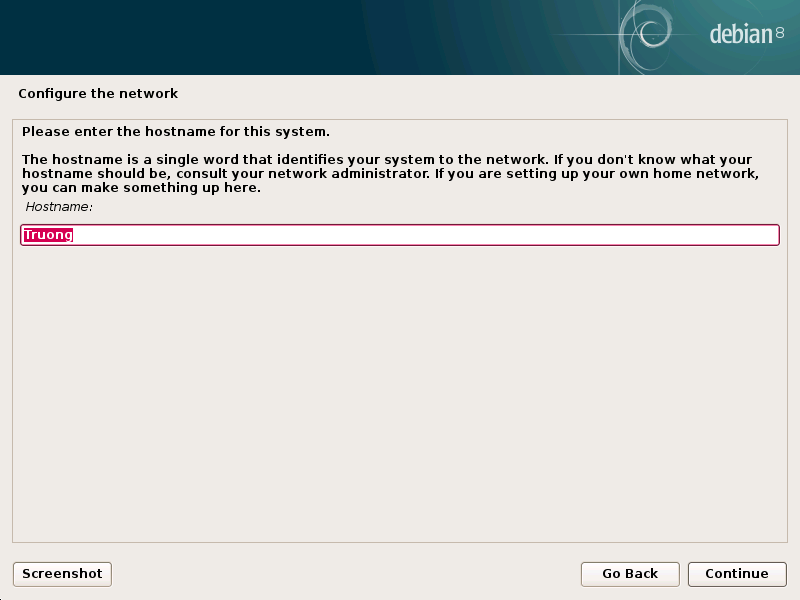 debian 8
Configure the network
Please enter the hostname for this system.
The hostname is a single word that identifies your system to the network. If you don't know what your
hostname should be, consult your network administrator. If you are setting up your own home network,
you can make something up here.
Hostname:
Truong
Screenshot
Go Back
Continue